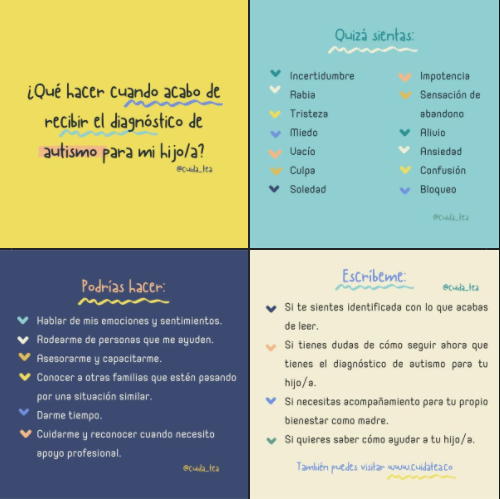 ¿Qué hacer cuando acabo de
recibir el diagnóstico de
autismo para mi hijo/a?
@cuida_tea
Quizá sientas:
Incertidumbre
Rabia
Tristeza
Miedo
Vacío
Culpa
Soledad
Impotencia
Sensación de
abandono
Alivio
Ansiedad
Confusión
Bloqueo
@cuida_tea
Podrías hacer:
Hablar de mis emociones y sentimientos.
Rodearme de personas que me ayuden.
Asesorarme y capacitarme.
Conocer a otras familias que estén pasando
por una situación similar.
Darme tiempo.
Cuidarme y reconocer cuando necesito
apoyo profesional.
@cuida_tea
Escríbeme:
@cuida_tea
Si te sientes identificada con lo que acabas
de leer.
Si tienes dudas de cómo seguir ahora que
tienes el diagnóstico de autismo para tu
hijo/a.
Si necesitas acompañamiento para tu propio
bienestar como madre.
Si quieres saber cómo ayudar a tu hijo/a.
También puedes visitar www.cuidatea.co